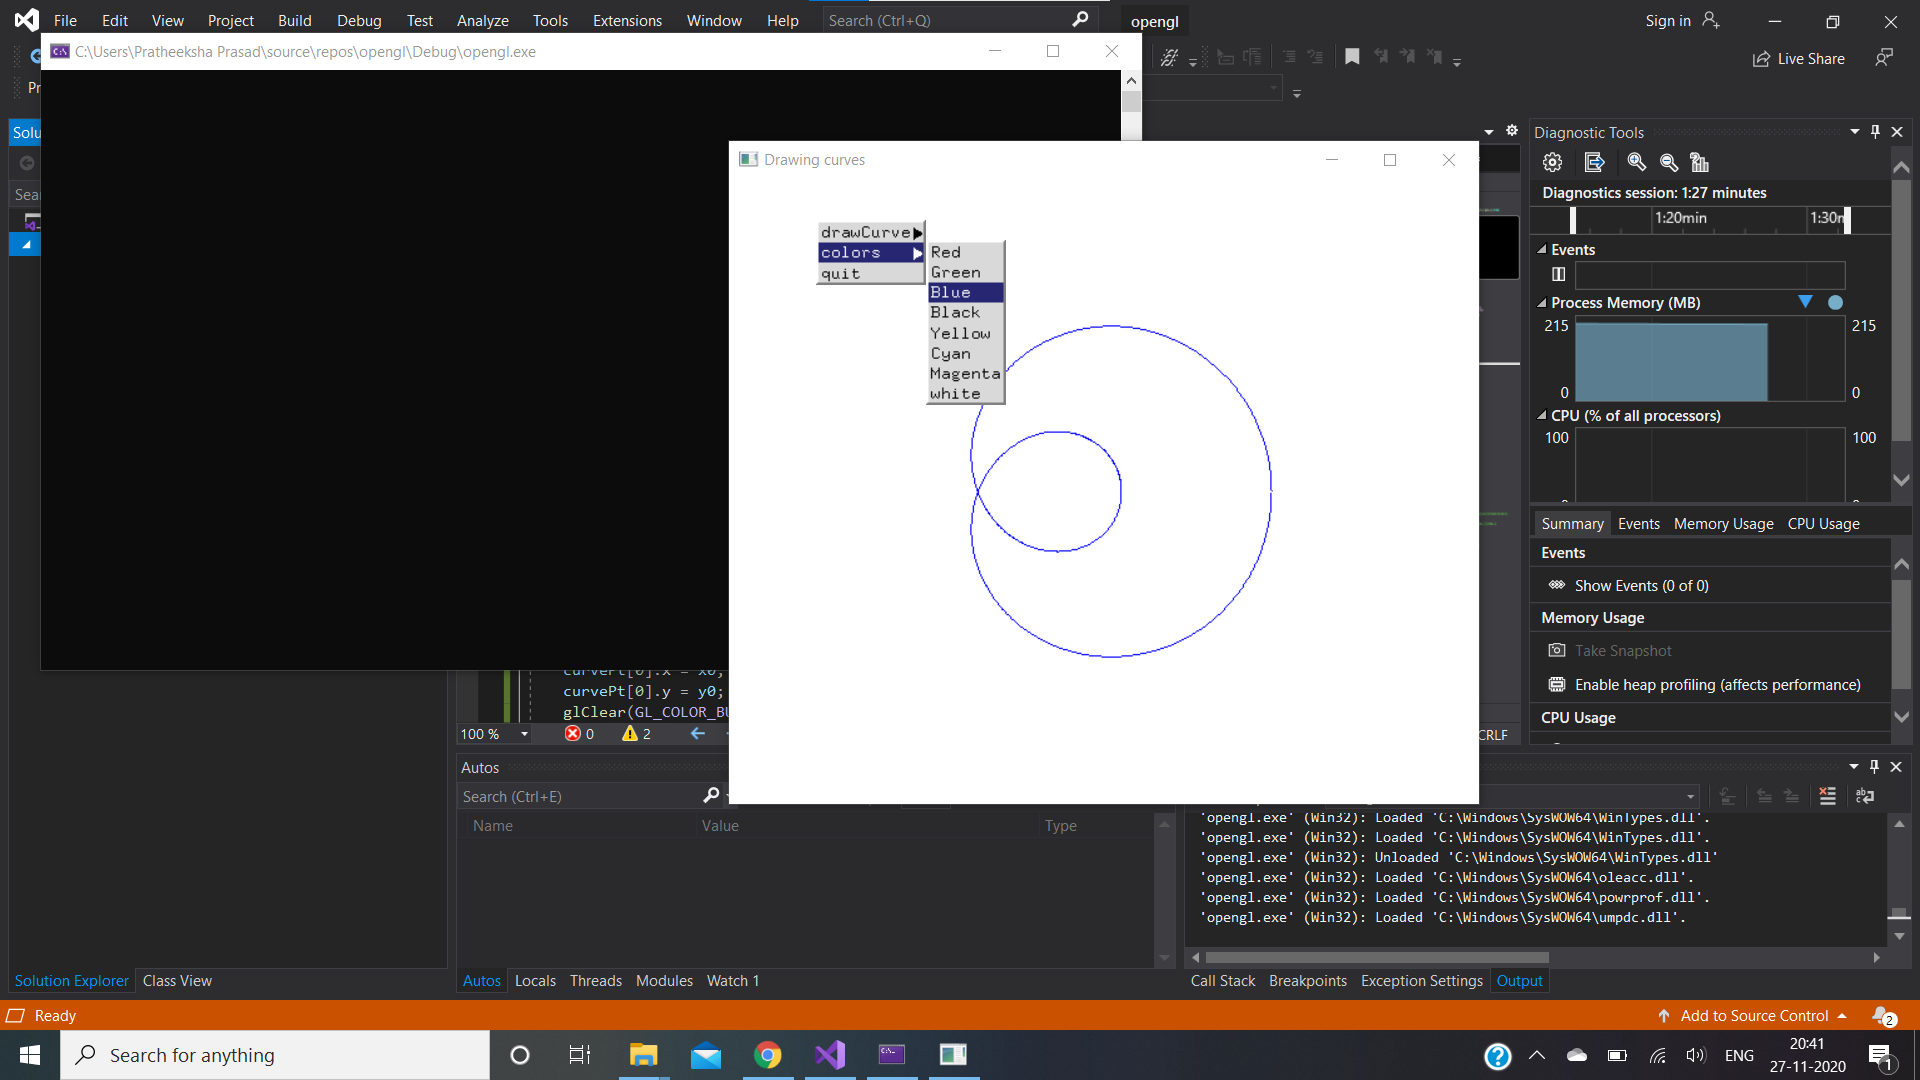 File Edit View Project Build Debug Test Analyze Tools Extensions Window Help Search (Ctrl+Q) opengl Sign in
C:\Users\Pratheeksha Prasad\source\repos\opengl\Debug\opengl.exe
Live Share
Drawing curves
drawCurve
colors
quit
Red
Green
Blue
Black
Yellow
Cyan
Magenta
white
Diagnostic Tools
Diagnostics session: 1:27 minutes
1:20min
Events
Process Memory (MB)
215 215
0 0
CPU (% of all processors)
100 100
Summary Events Memory Usage CPU Usage
Events
Show Events (0 of 0)
Memory Usage
Take Snapshot
Enable heap profiling (affects performance)
CPU Usage
curvePt[0].x = x0;
curvePt[0].y = y0;
glClear(GL_COLOR_BU
100 % 0 2 CRLF
Autos
Search (Ctrl+E)
Name Value Type
'opengl.exe' (Win32): Loaded 'C:\Windows\SysWOW64\WinTypes.dll'.
'opengl.exe' (Win32): Loaded 'C:\Windows\SysWOW64\WinTypes.dll'.
'opengl.exe' (Win32): Unloaded 'C:\Windows\SysWOW64\WinTypes.dll'
'opengl.exe' (Win32): Loaded 'C:\Windows\SysWOW64\oleacc.dll'.
'opengl.exe' (Win32): Loaded 'C:\Windows\SysWOW64\powrprof.dll'.
'opengl.exe' (Win32): Loaded 'C:\Windows\SysWOW64\umpdc.dll'.
Solution Explorer Class View
Autos Locals Threads Modules Watch 1
Call Stack Breakpoints Exception Settings Output
Ready
Add to Source Control 2
Search for anything
ENG
20:41
27-11-2020
1